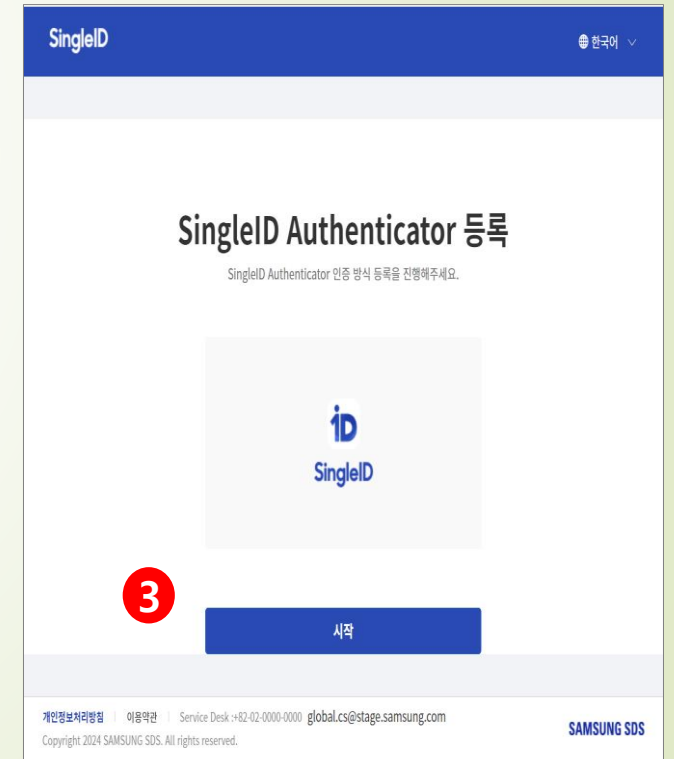 SingleID
한국어
SingleID Authenticator 등록
SingleID Authenticator 인증 방식 등록을 진행해주세요.
iD
SingleID
3
시작
개인정보처리방침 이용약관 Service Desk :+82-02-0000-0000 global.cs@stage.samsung.com
Copyright 2024 SAMSUNG SDS. All rights reserved.
SAMSUNG SDS